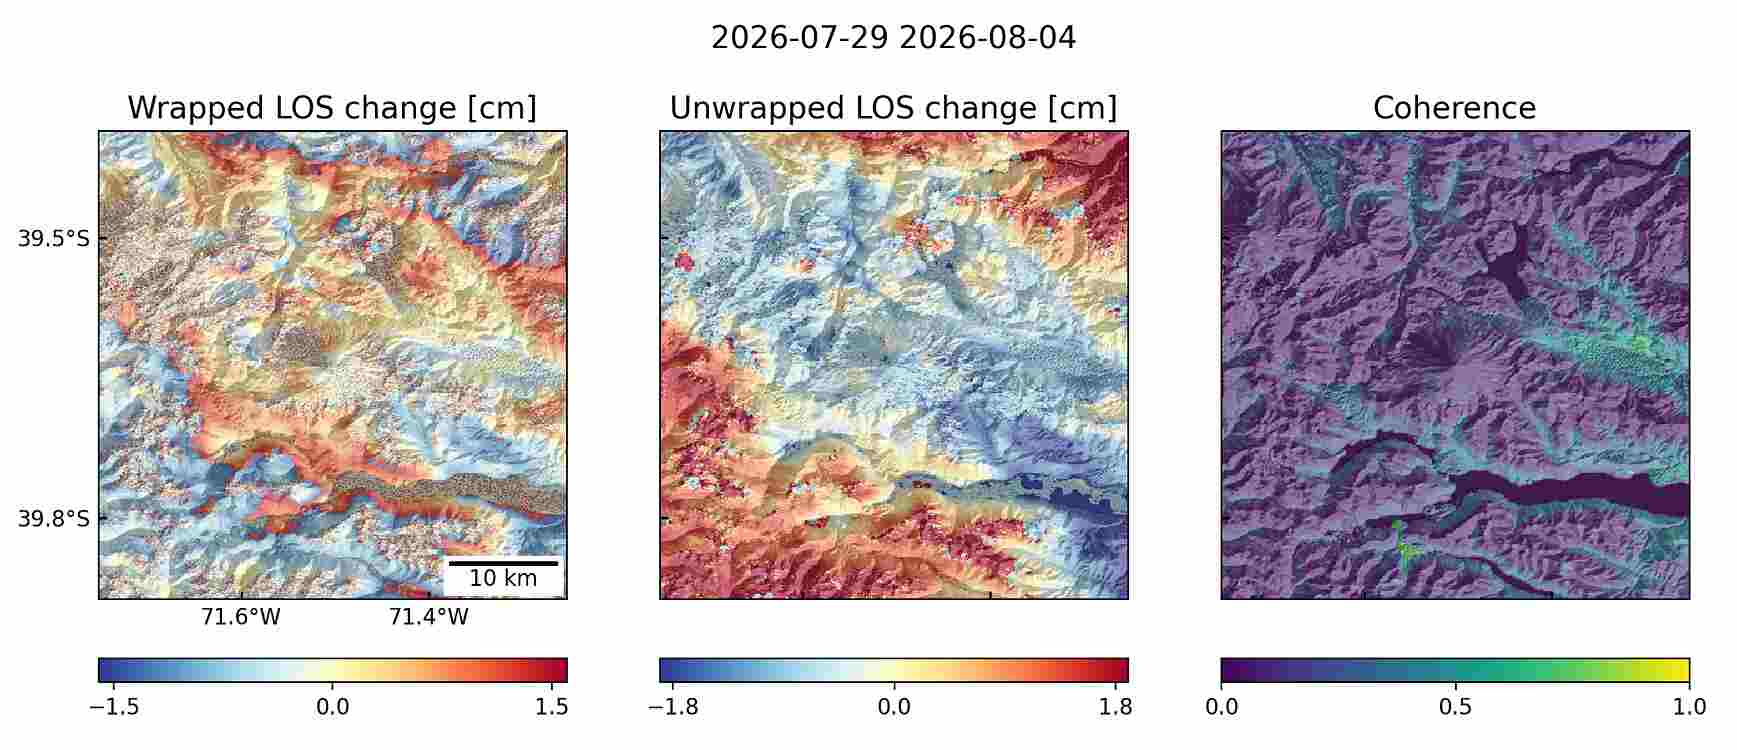 2026-07-29 2026-08-04
Wrapped LOS change [cm]
Unwrapped LOS change [cm]
Coherence
39.5°S
39.8°S
10 km
71.6°W
71.4°W
−1.5
0.0
1.5
−1.8
0.0
1.8
0.0
0.5
1.0